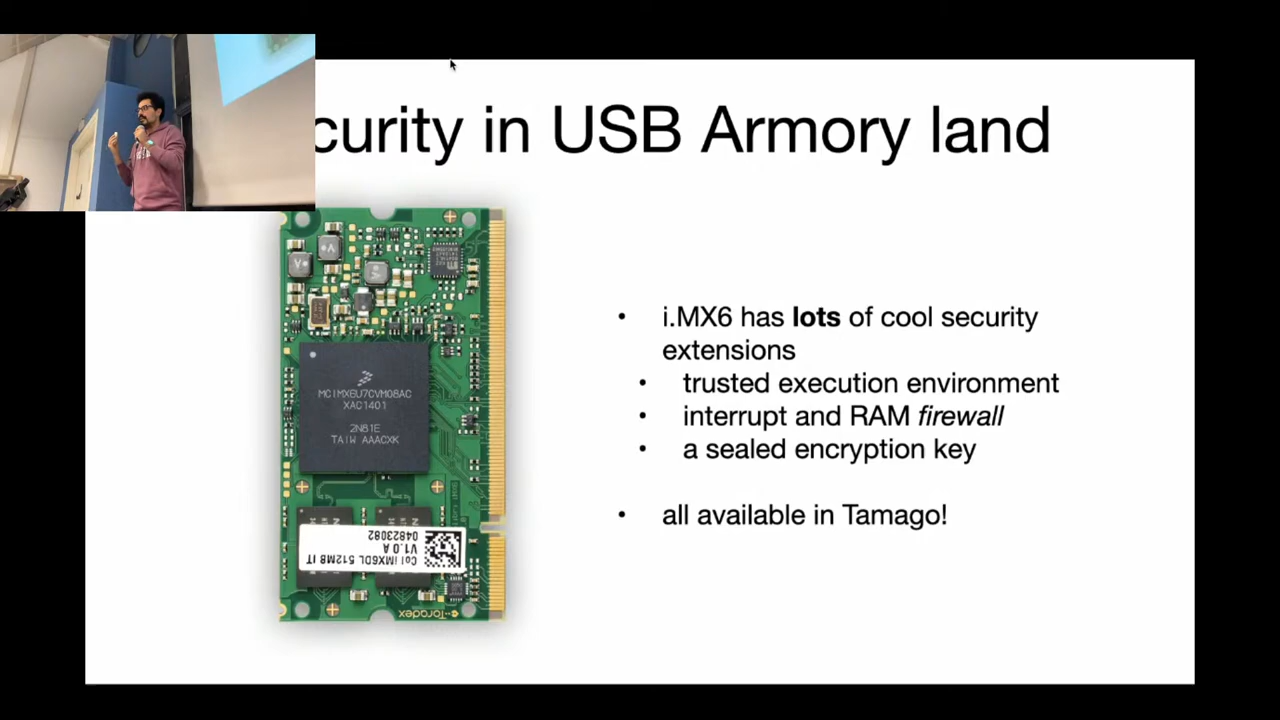 curity in USB Armory land
• i.MX6 has lots of cool security
extensions
• trusted execution environment
• interrupt and RAM firewall
• a sealed encryption key
• all available in Tamago!
MCIMX6U7CVM08AC
XAC1401
2N81E
TAIW AAACXK
Col iMX6DL 512MB IT
V1.0 A
04823082
Toradex